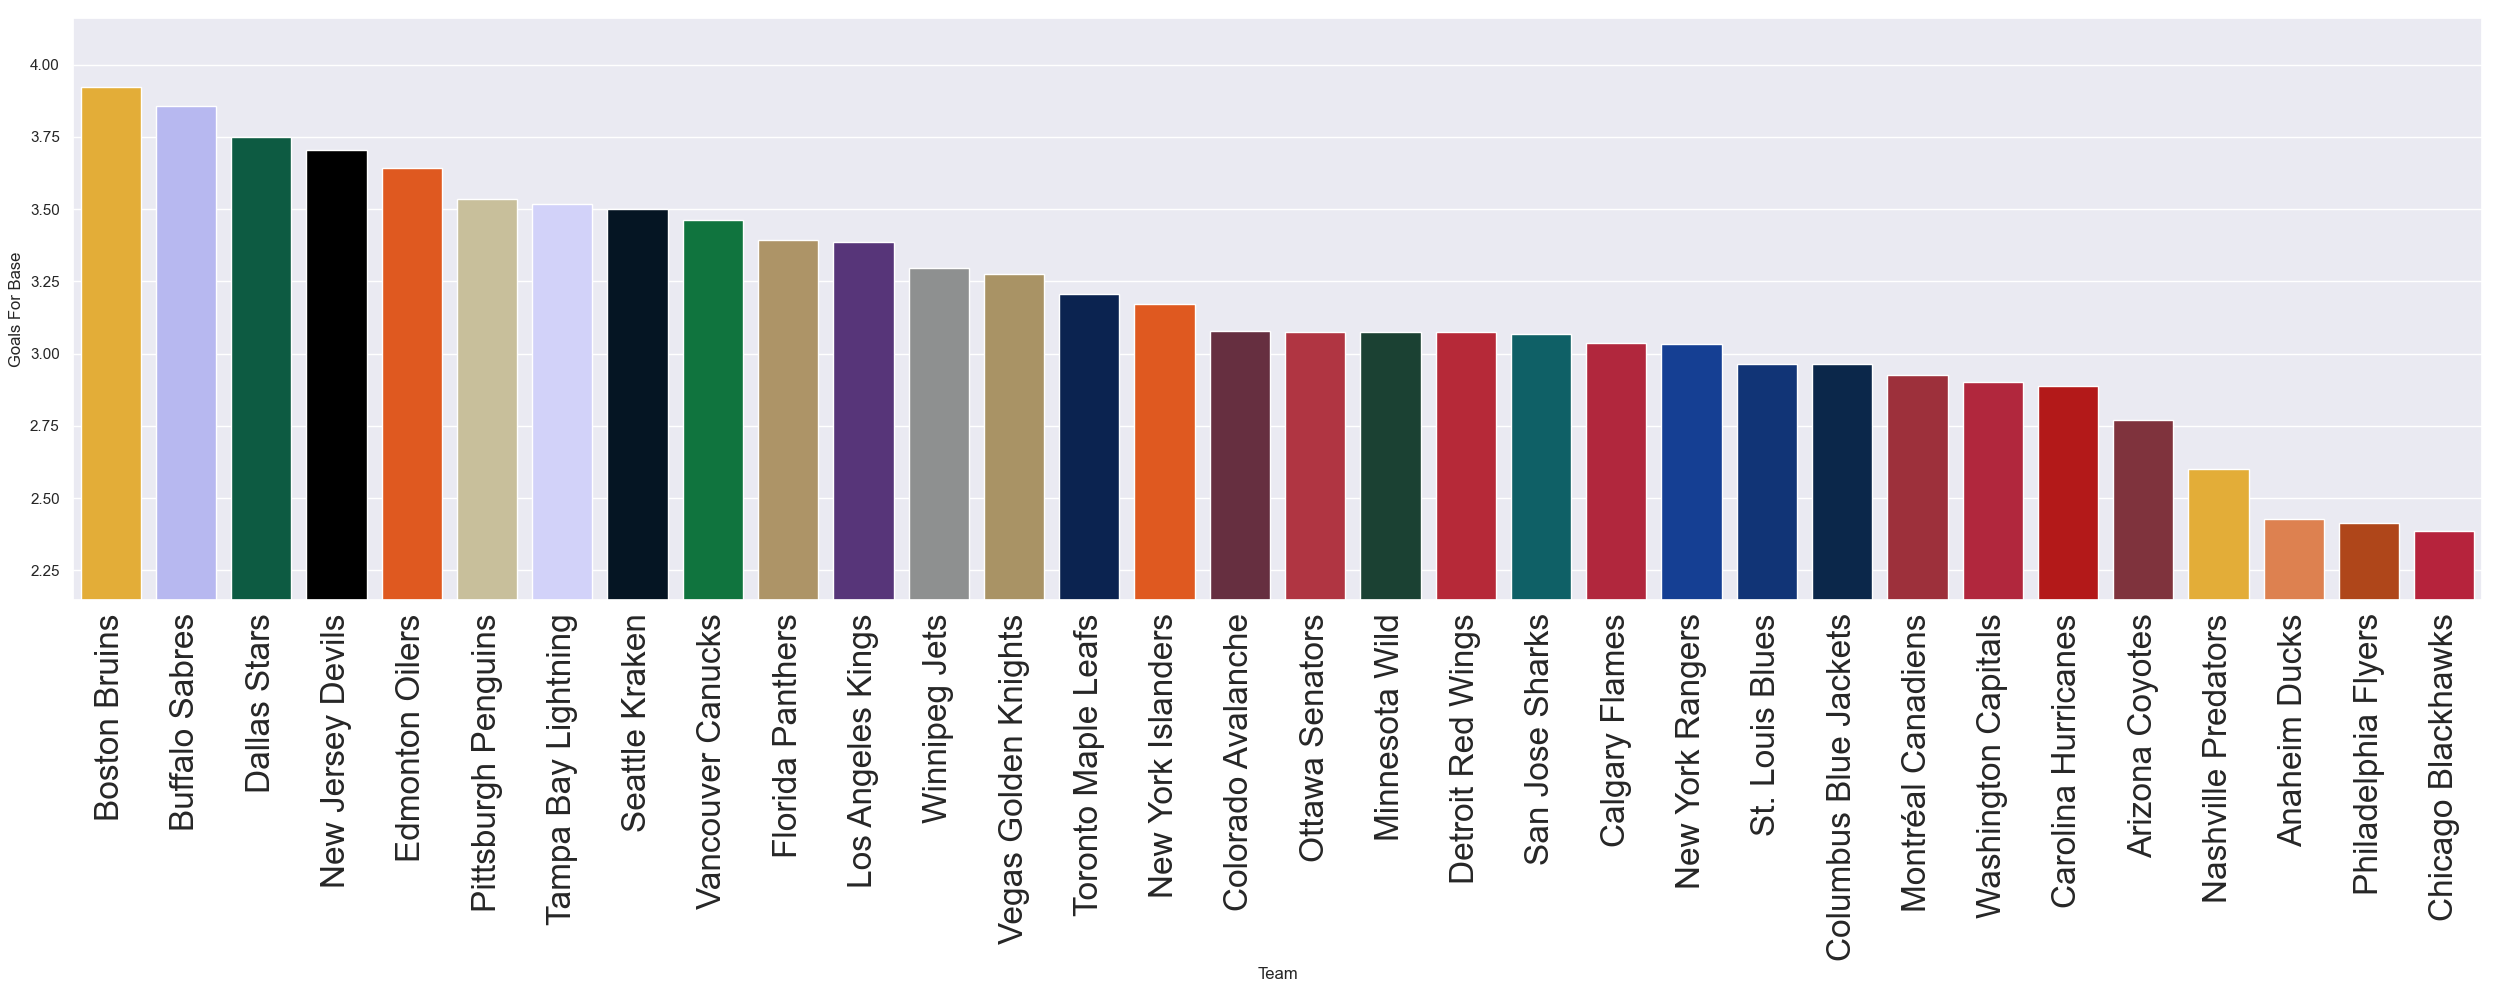 4.00
3.75
3.50
3.25
3.00
2.75
2.50
2.25
Goals For Base
Boston Bruins
Buffalo Sabres
Dallas Stars
New Jersey Devils
Edmonton Oilers
Pittsburgh Penguins
Tampa Bay Lightning
Seattle Kraken
Vancouver Canucks
Florida Panthers
Los Angeles Kings
Winnipeg Jets
Vegas Golden Knights
Toronto Maple Leafs
New York Islanders
Colorado Avalanche
Ottawa Senators
Minnesota Wild
Detroit Red Wings
San Jose Sharks
Calgary Flames
New York Rangers
St. Louis Blues
Columbus Blue Jackets
Montréal Canadiens
Washington Capitals
Carolina Hurricanes
Arizona Coyotes
Nashville Predators
Anaheim Ducks
Philadelphia Flyers
Chicago Blackhawks
Team